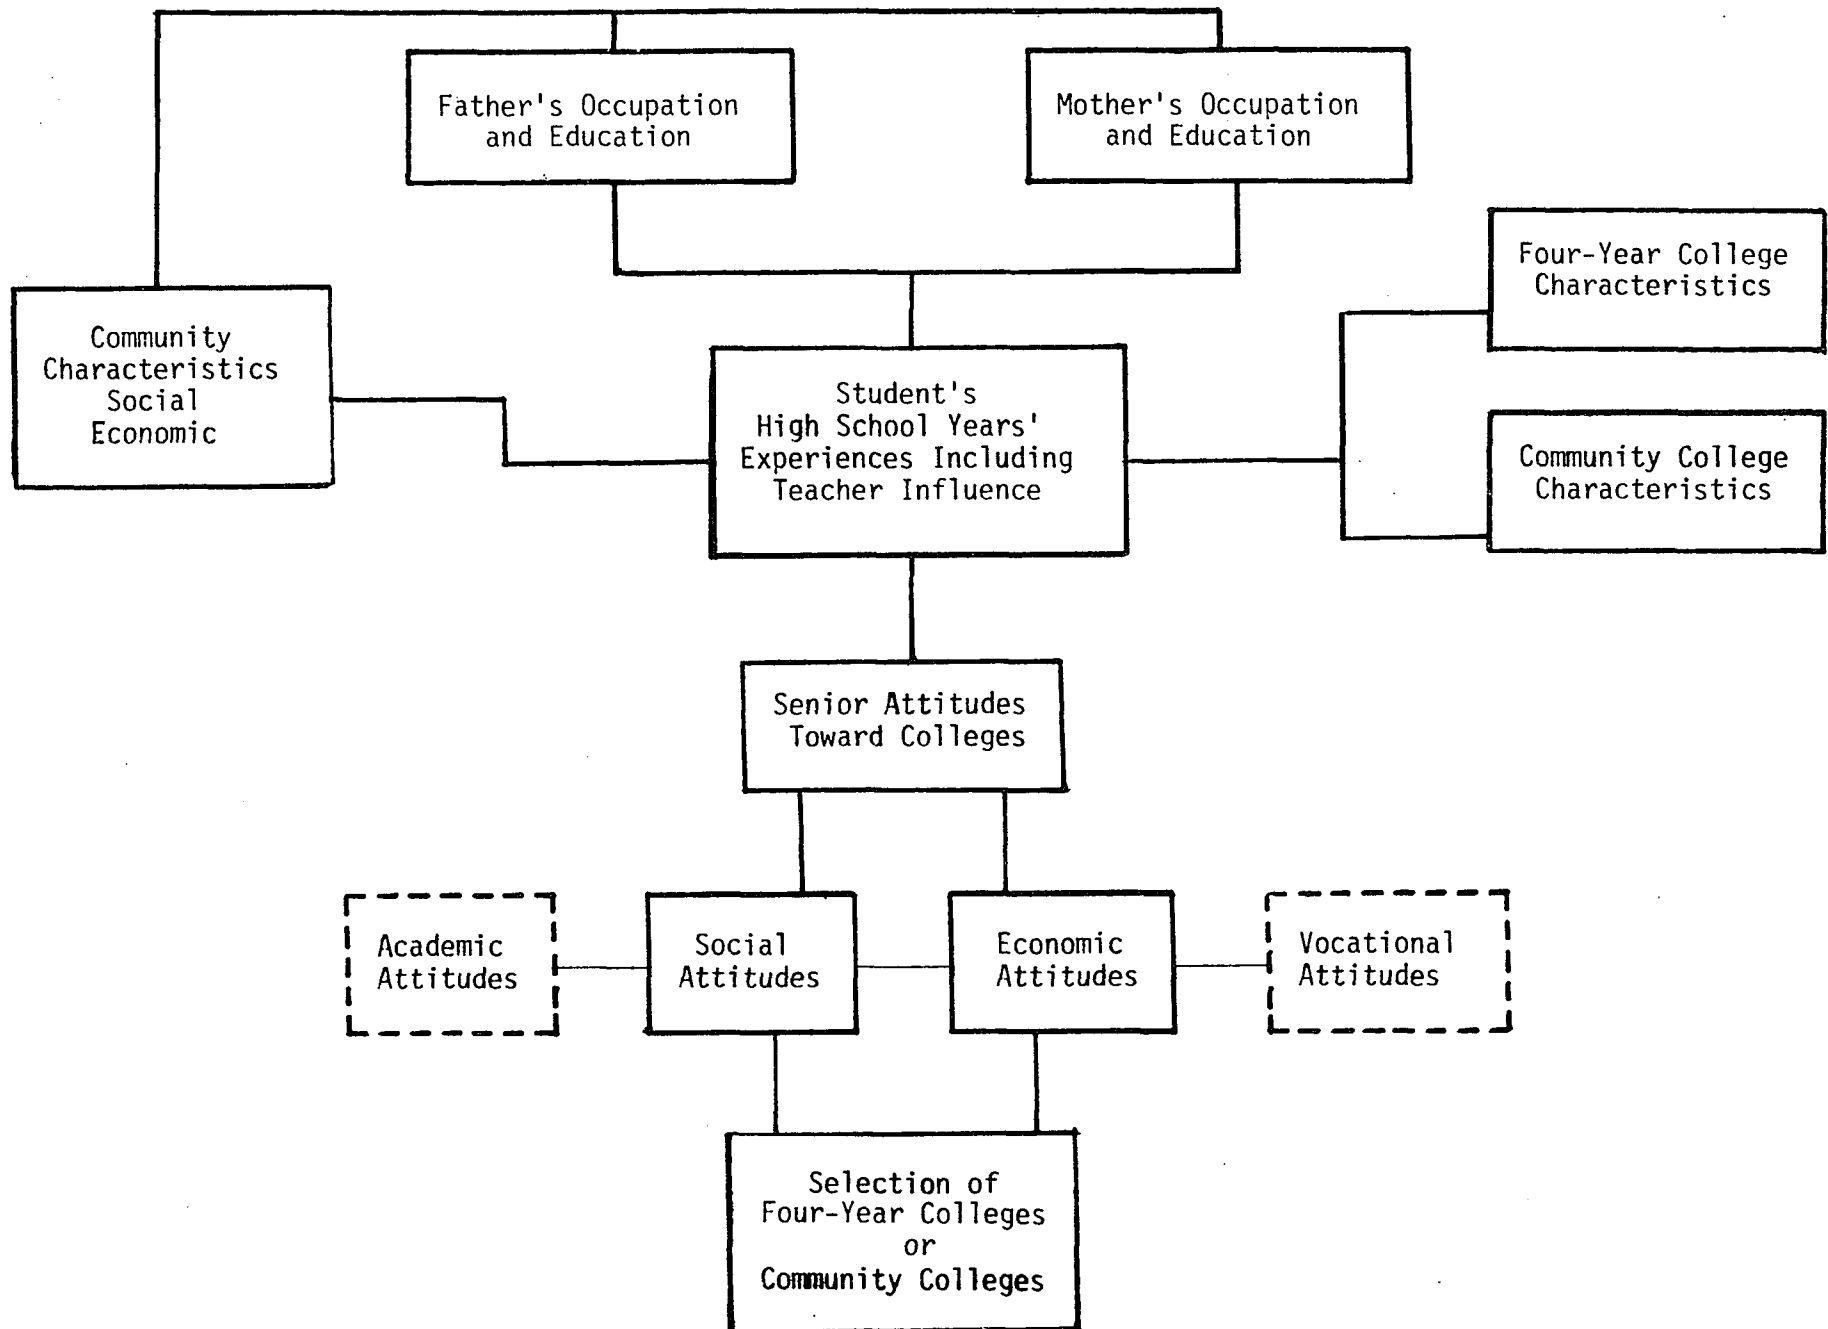 Father's Occupation
and Education
Mother's Occupation
and Education
Four-Year College
Characteristics
Community
Characteristics
Social
Economic
Student's
High School Years'
Experiences Including
Teacher Influence
Community College
Characteristics
Senior Attitudes
Toward Colleges
Academic
Attitudes
Social
Attitudes
Economic
Attitudes
Vocational
Attitudes
Selection of
Four-Year Colleges
or
Community Colleges